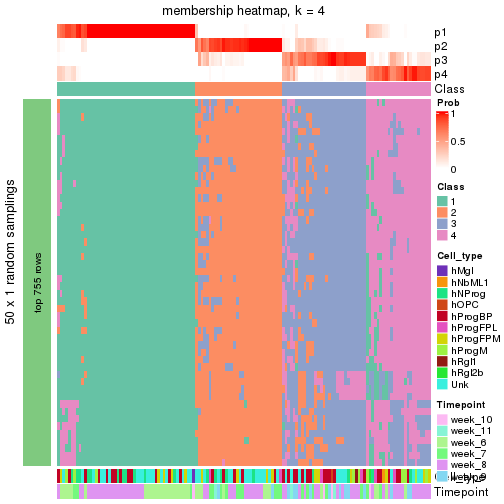 membership heatmap, k = 4
p1
p2
p3
p4
Class
50 x 1 random samplings
top 755 rows
Prob
1
0.5
0
Class
1
2
3
4
Cell_type
hMgl
hNbML1
hNProg
hOPC
hProgBP
hProgFPL
hProgFPM
hProgM
hRgl1
hRgl2b
Unk
Timepoint
week_10
week_11
week_6
week_7
week_8
Timepoint